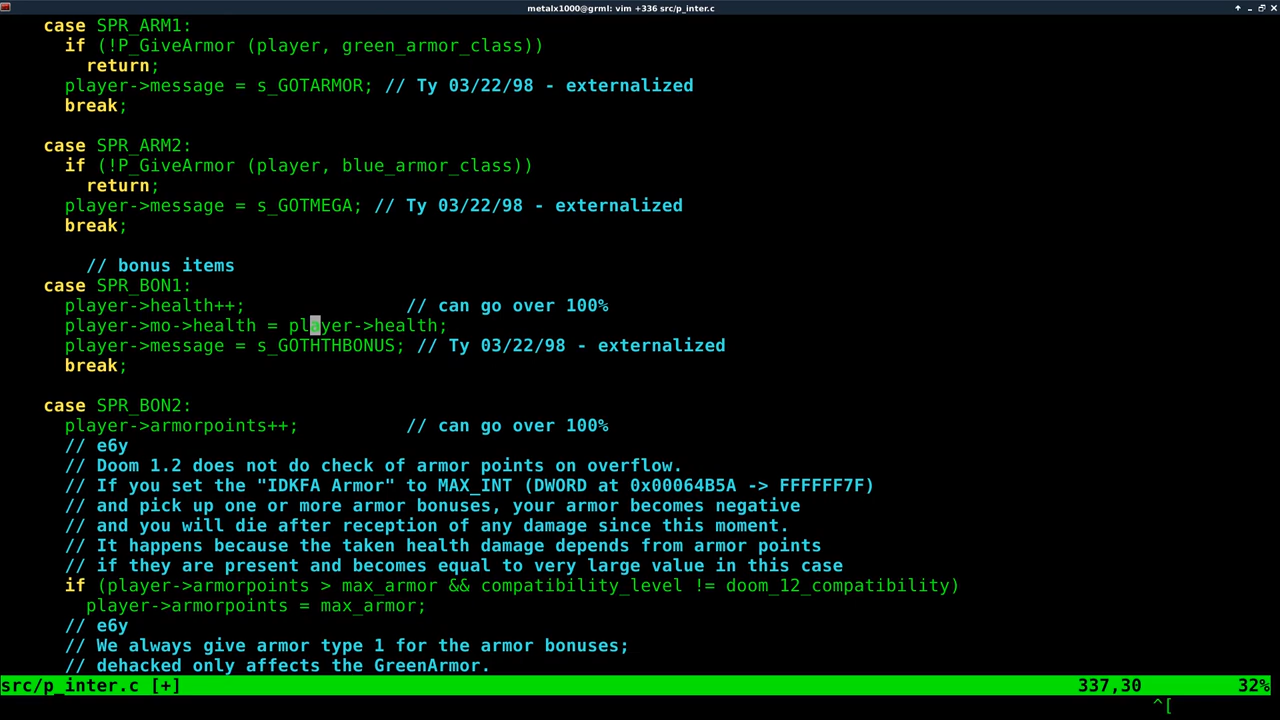 metalx1000@grml: vim +336 src/p_inter.c
case SPR_ARM1:
if (!P_GiveArmor (player, green_armor_class))
return;
player->message = s_GOTARMOR; // Ty 03/22/98 - externalized
break;
case SPR_ARM2:
if (!P_GiveArmor (player, blue_armor_class))
return;
player->message = s_GOTMEGA; // Ty 03/22/98 - externalized
break;
// bonus items
case SPR_BON1:
player->health++; // can go over 100%
player->mo->health = player->health;
player->message = s_GOTHTHBONUS; // Ty 03/22/98 - externalized
break;
case SPR_BON2:
player->armorpoints++; // can go over 100%
// e6y
// Doom 1.2 does not do check of armor points on overflow.
// If you set the "IDKFA Armor" to MAX_INT (DWORD at 0x00064B5A -> FFFFFF7F)
// and pick up one or more armor bonuses, your armor becomes negative
// and you will die after reception of any damage since this moment.
// It happens because the taken health damage depends from armor points
// if they are present and becomes equal to very large value in this case
if (player->armorpoints > max_armor && compatibility_level != doom_12_compatibility)
player->armorpoints = max_armor;
// e6y
// We always give armor type 1 for the armor bonuses;
// dehacked only affects the GreenArmor.
src/p_inter.c [+] 337,30 32%
^[